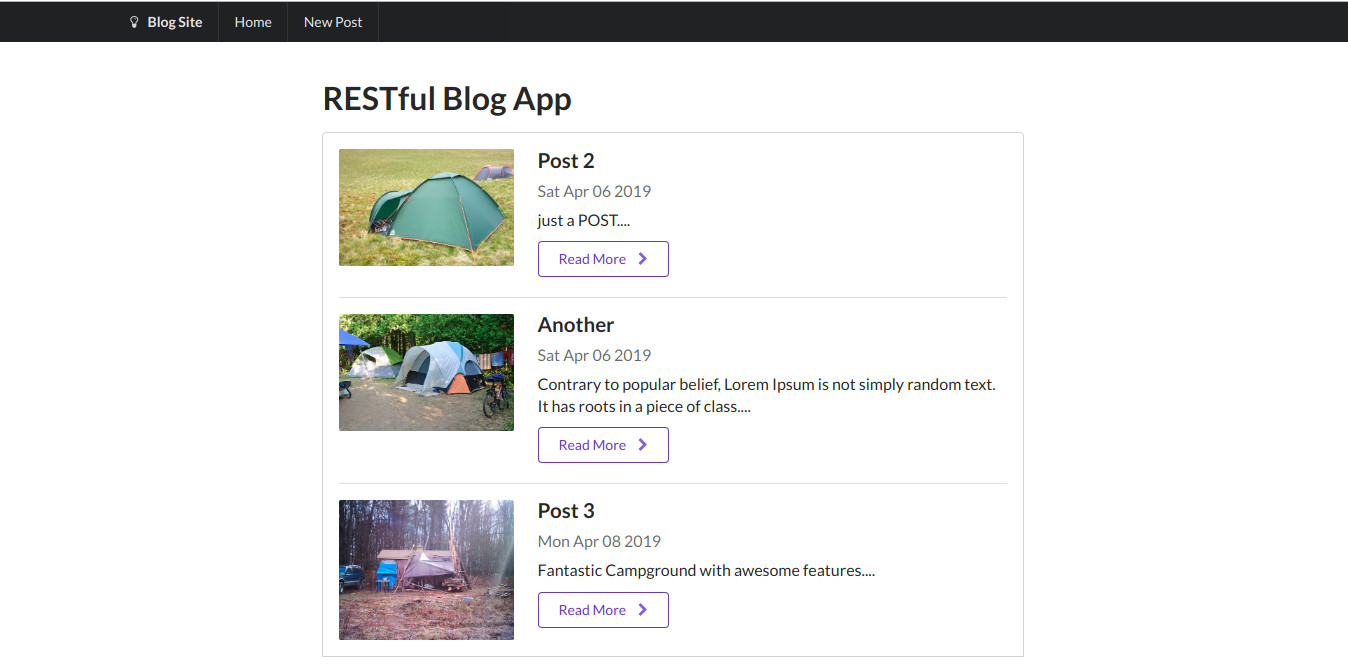 Blog Site Home New Post
RESTful Blog App
Post 2
Sat Apr 06 2019
just a POST....
Read More
Another
Sat Apr 06 2019
Contrary to popular belief, Lorem Ipsum is not simply random text.
It has roots in a piece of class....
Read More
Post 3
Mon Apr 08 2019
Fantastic Campground with awesome features....
Read More